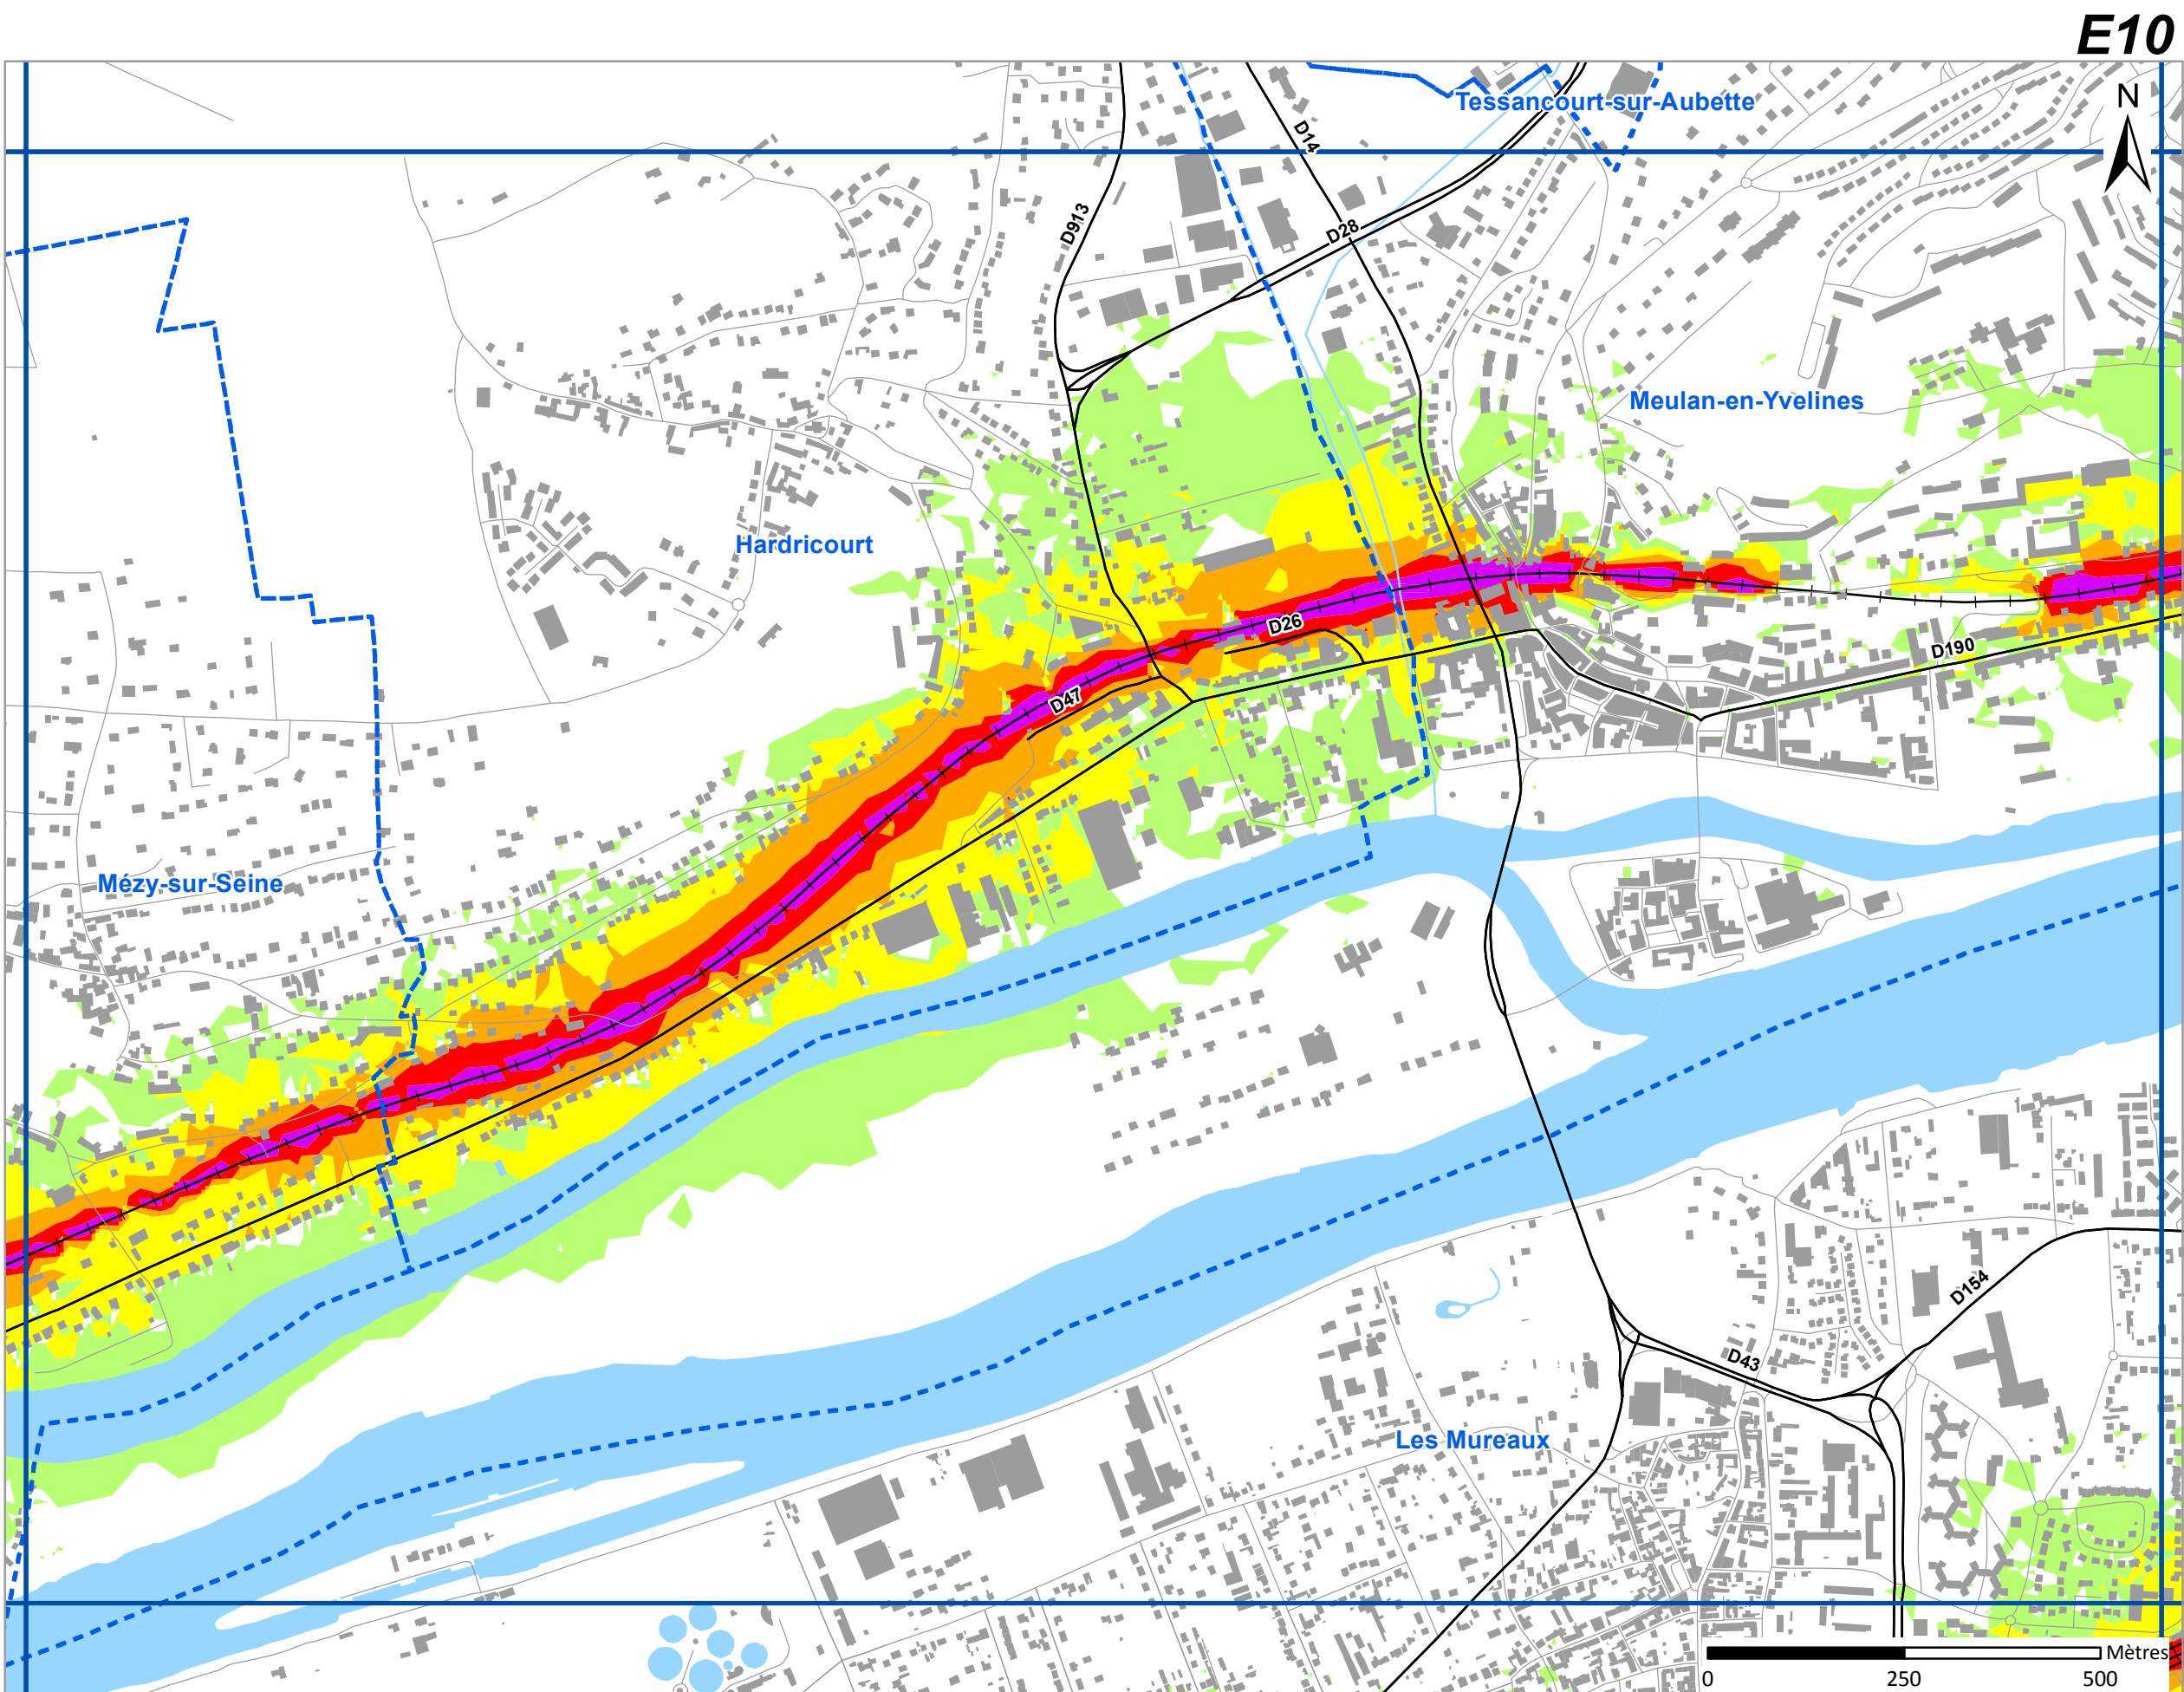 E10
Tessancourt-sur-Aubette
N
D14
D913
D28
Meulan-en-Yvelines
Hardricourt
D26
D190
D47
Mézy-sur-Seine
D154
D43
Les Mureaux
Mètres
0 250 500